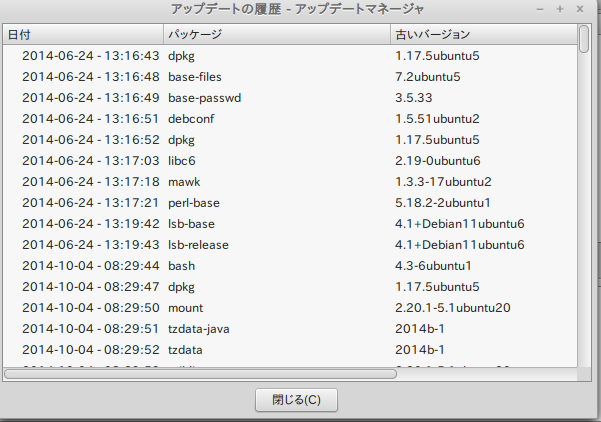 アップデートの履歴 - アップデートマネージャ
日付 パッケージ 古いバージョン
2014-06-24 - 13:16:43 dpkg 1.17.5ubuntu5
2014-06-24 - 13:16:48 base-files 7.2ubuntu5
2014-06-24 - 13:16:49 base-passwd 3.5.33
2014-06-24 - 13:16:51 debconf 1.5.51ubuntu2
2014-06-24 - 13:16:52 dpkg 1.17.5ubuntu5
2014-06-24 - 13:17:03 libc6 2.19-0ubuntu6
2014-06-24 - 13:17:18 mawk 1.3.3-17ubuntu2
2014-06-24 - 13:17:21 perl-base 5.18.2-2ubuntu1
2014-06-24 - 13:19:42 lsb-base 4.1+Debian11ubuntu6
2014-06-24 - 13:19:43 lsb-release 4.1+Debian11ubuntu6
2014-10-04 - 08:29:44 bash 4.3-6ubuntu1
2014-10-04 - 08:29:47 dpkg 1.17.5ubuntu5
2014-10-04 - 08:29:50 mount 2.20.1-5.1ubuntu20
2014-10-04 - 08:29:51 tzdata-java 2014b-1
2014-10-04 - 08:29:52 tzdata 2014b-1
閉じる(C)